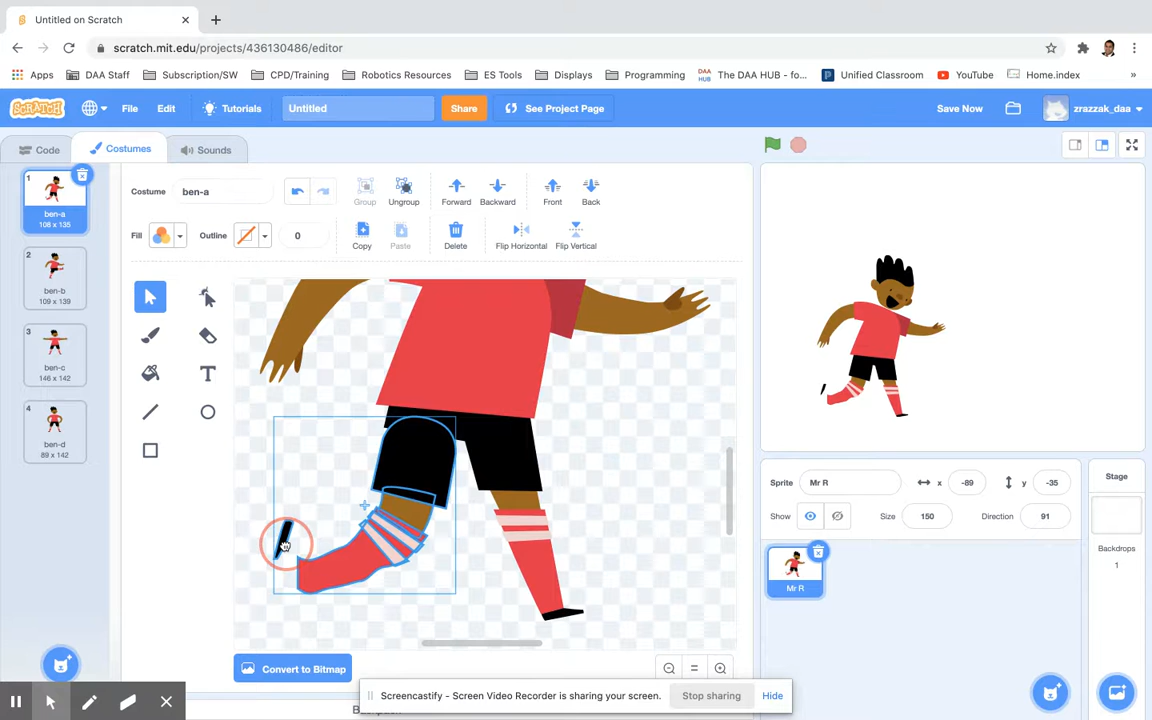 Untitled on Scratch
scratch.mit.edu/projects/436130486/editor
Apps DAA Staff Subscription/SW CPD/Training Robotics Resources ES Tools Displays Programming DAA HUB The DAA HUB - fo... Unified Classroom YouTube Home.index »
SCRATCH File Edit Tutorials Untitled Share See Project Page Save Now zrazzak_daa
Code Costumes Sounds
1
ben-a
108 x 135
2
ben-b
109 x 139
3
ben-c
146 x 142
4
ben-d
89 x 142
Costume ben-a Group Ungroup Forward Backward Front Back
Fill Outline 0 Copy Paste Delete Flip Horizontal Flip Vertical
Convert to Bitmap
Sprite Mr R x -89 y -35
Show Size 150 Direction 91
Mr R
Stage
Backdrops
1
Screencastify - Screen Video Recorder is sharing your screen. Stop sharing Hide